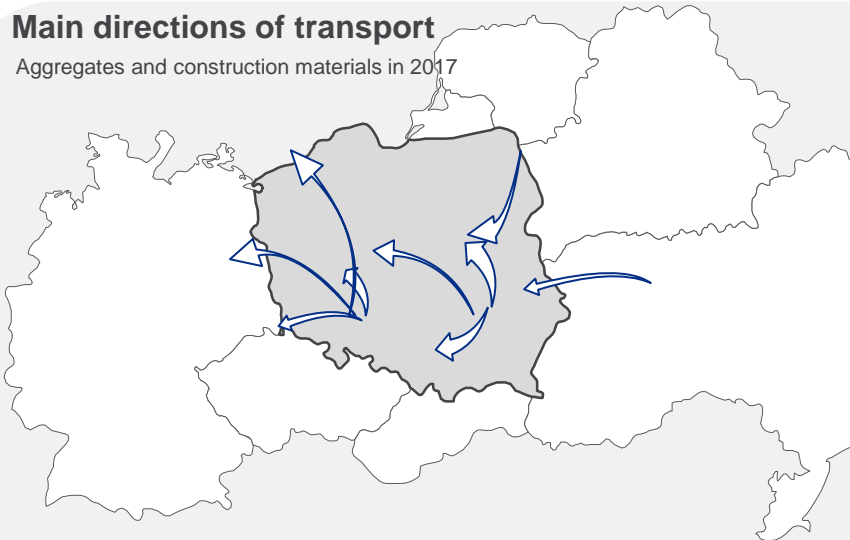 Main directions of transport
Aggregates and construction materials in 2017